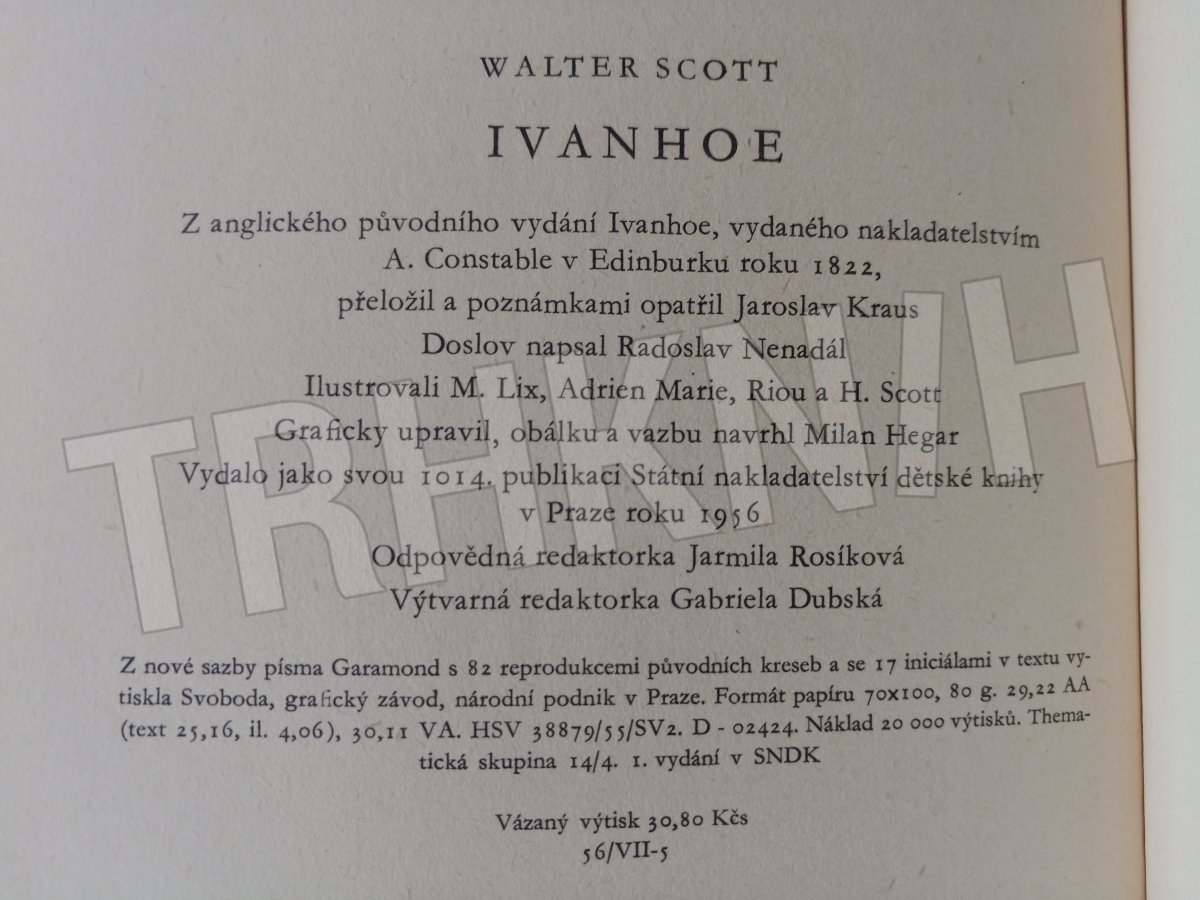 WALTER SCOTT
IVANHOE
Z anglického původního vydání Ivanhoe, vydaného nakladatelstvím
A. Constable v Edinburku roku 1822,
přeložil a poznámkami opatřil Jaroslav Kraus
Doslov napsal Radoslav Nenadál
Ilustrovali M. Lix, Adrien Marie, Riou a H. Scott
Graficky upravil, obálku a vazbu navrhl Milan Hegar
Vydalo jako svou 1014. publikaci Státní nakladatelství dětské knihy
v Praze roku 1956
Odpovědná redaktorka Jarmila Rosíková
Výtvarná redaktorka Gabriela Dubská
Z nové sazby písma Garamond s 82 reprodukcemi původních kreseb a se 17 iniciálami v textu vy-
tiskla Svoboda, grafický závod, národní podnik v Praze. Formát papíru 70x100, 80 g. 29,22 AA
(text 25,16, il. 4,06), 30,11 VA. HSV 38879/55/SV2. D - 02424. Náklad 20 000 výtisků. Thema-
tická skupina 14/4. 1. vydání v SNDK
Vázaný výtisk 30,80 Kčs
56/VII-5
TRHKNIH